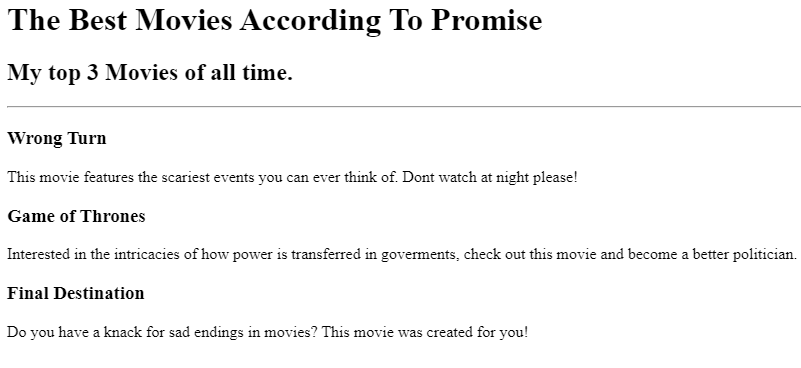 The Best Movies According To Promise
My top 3 Movies of all time.
Wrong Turn
This movie features the scariest events you can ever think of. Dont watch at night please!
Game of Thrones
Interested in the intricacies of how power is transferred in goverments, check out this movie and become a better politician.
Final Destination
Do you have a knack for sad endings in movies? This movie was created for you!